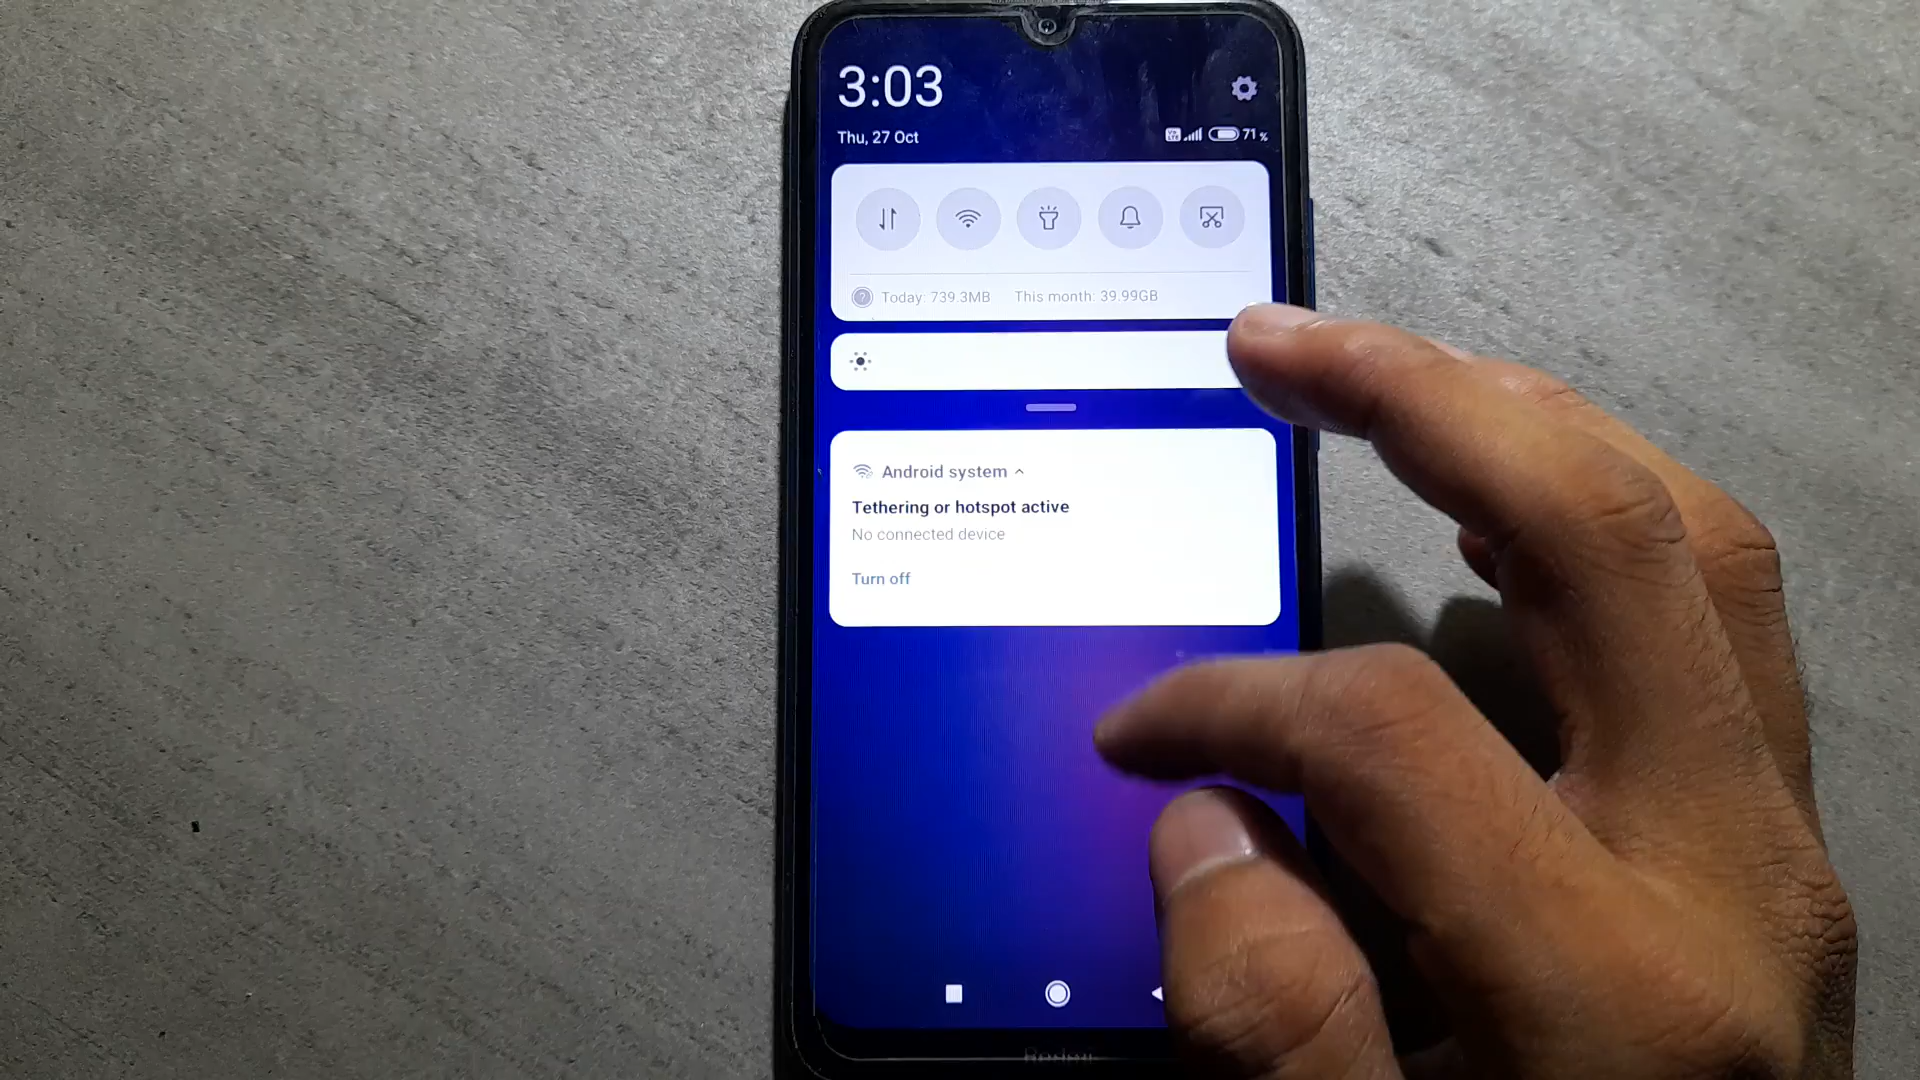 3:03
Thu, 27 Oct
71 %
Today: 739.3MB This month: 39.99GB
Android system
Tethering or hotspot active
No connected device
Turn off
Redmi